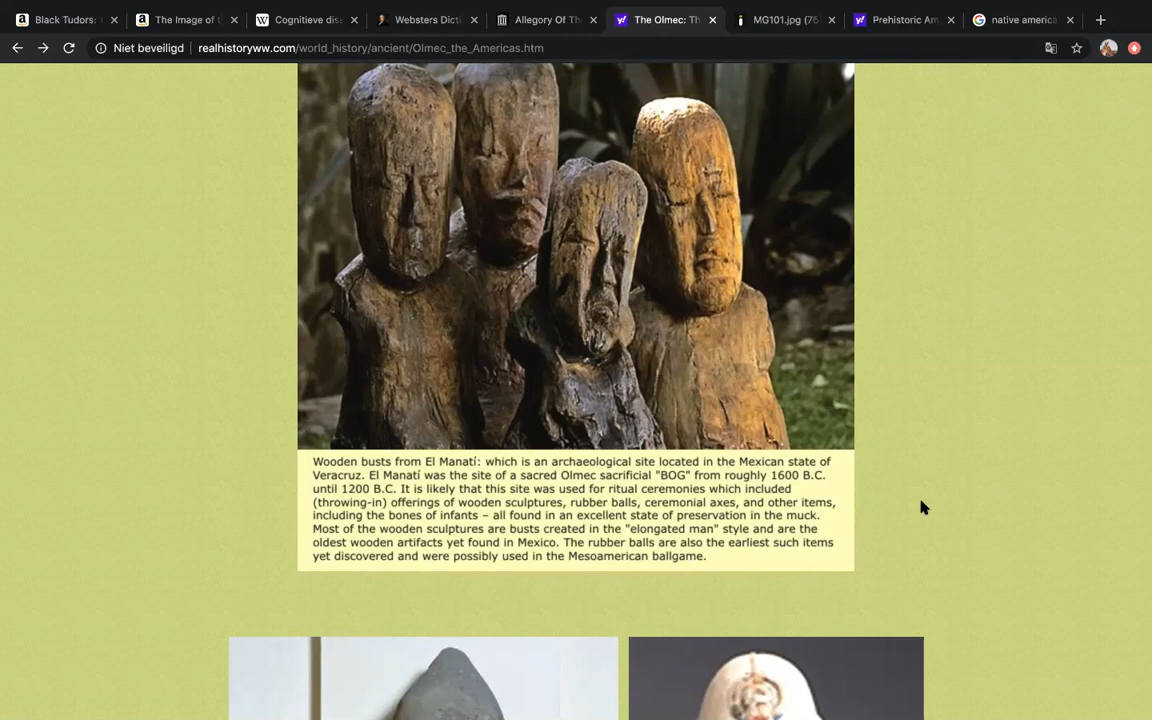 Black Tudors:
The Image of t
Cognitieve diss
Websters Dicti
Allegory Of Th
The Olmec: Th
MG101.jpg (76
Prehistoric Am
native america
Niet beveiligd realhistoryww.com/world_history/ancient/Olmec_the_Americas.htm
Wooden busts from El Manatí: which is an archaeological site located in the Mexican state of
Veracruz. El Manatí was the site of a sacred Olmec sacrificial "BOG" from roughly 1600 B.C.
until 1200 B.C. It is likely that this site was used for ritual ceremonies which included
(throwing-in) offerings of wooden sculptures, rubber balls, ceremonial axes, and other items,
including the bones of infants – all found in an excellent state of preservation in the muck.
Most of the wooden sculptures are busts created in the "elongated man" style and are the
oldest wooden artifacts yet found in Mexico. The rubber balls are also the earliest such items
yet discovered and were possibly used in the Mesoamerican ballgame.